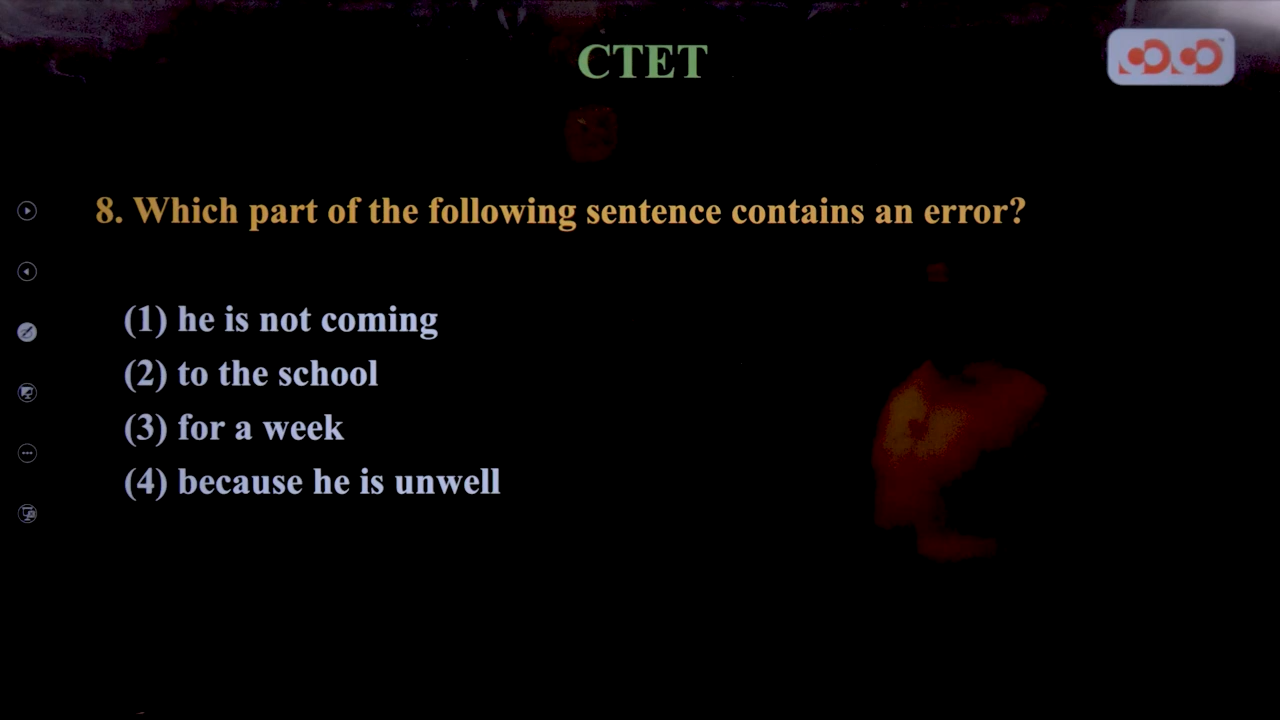 CTET
8. Which part of the following sentence contains an error?
(1) he is not coming
(2) to the school
(3) for a week
(4) because he is unwell